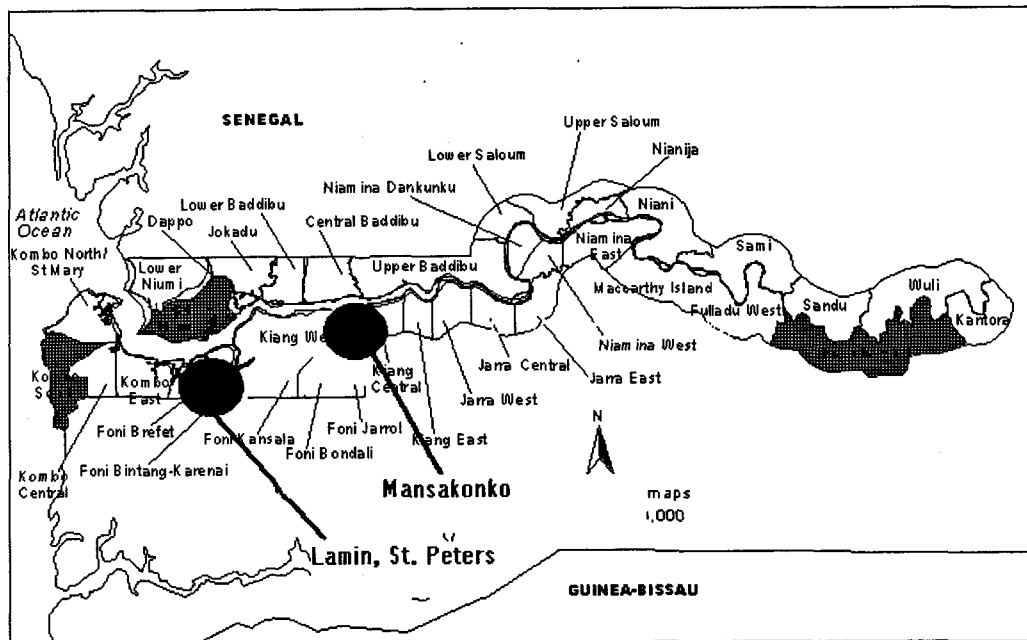 SENEGAL
Upper Saloum
Lower Saloum
Nianija
Niamina Dankunku
Niani
Atlantic
Ocean
Lower Baddibu
Dappo
Central Baddibu
Jokadu
Kombo North/
St Mary
Niamina
East
Sami
Lower
Niumi
Upper Baddibu
Maccarthy Island
Wuli
Fulladu West
Sandu
Kantora
Kiang
Niamina West
Jarra Central
Kiang
Central
Jarra East
Jarra West
Kombo
East
Foni Brefet
Foni Kansala
Foni Jarrol
Kiang East
N
Foni Bondali
Foni Bintang-Karenai
Kombo
Central
Mansakonko
maps
Lamin, St. Peters
GUINEA-BISSAU